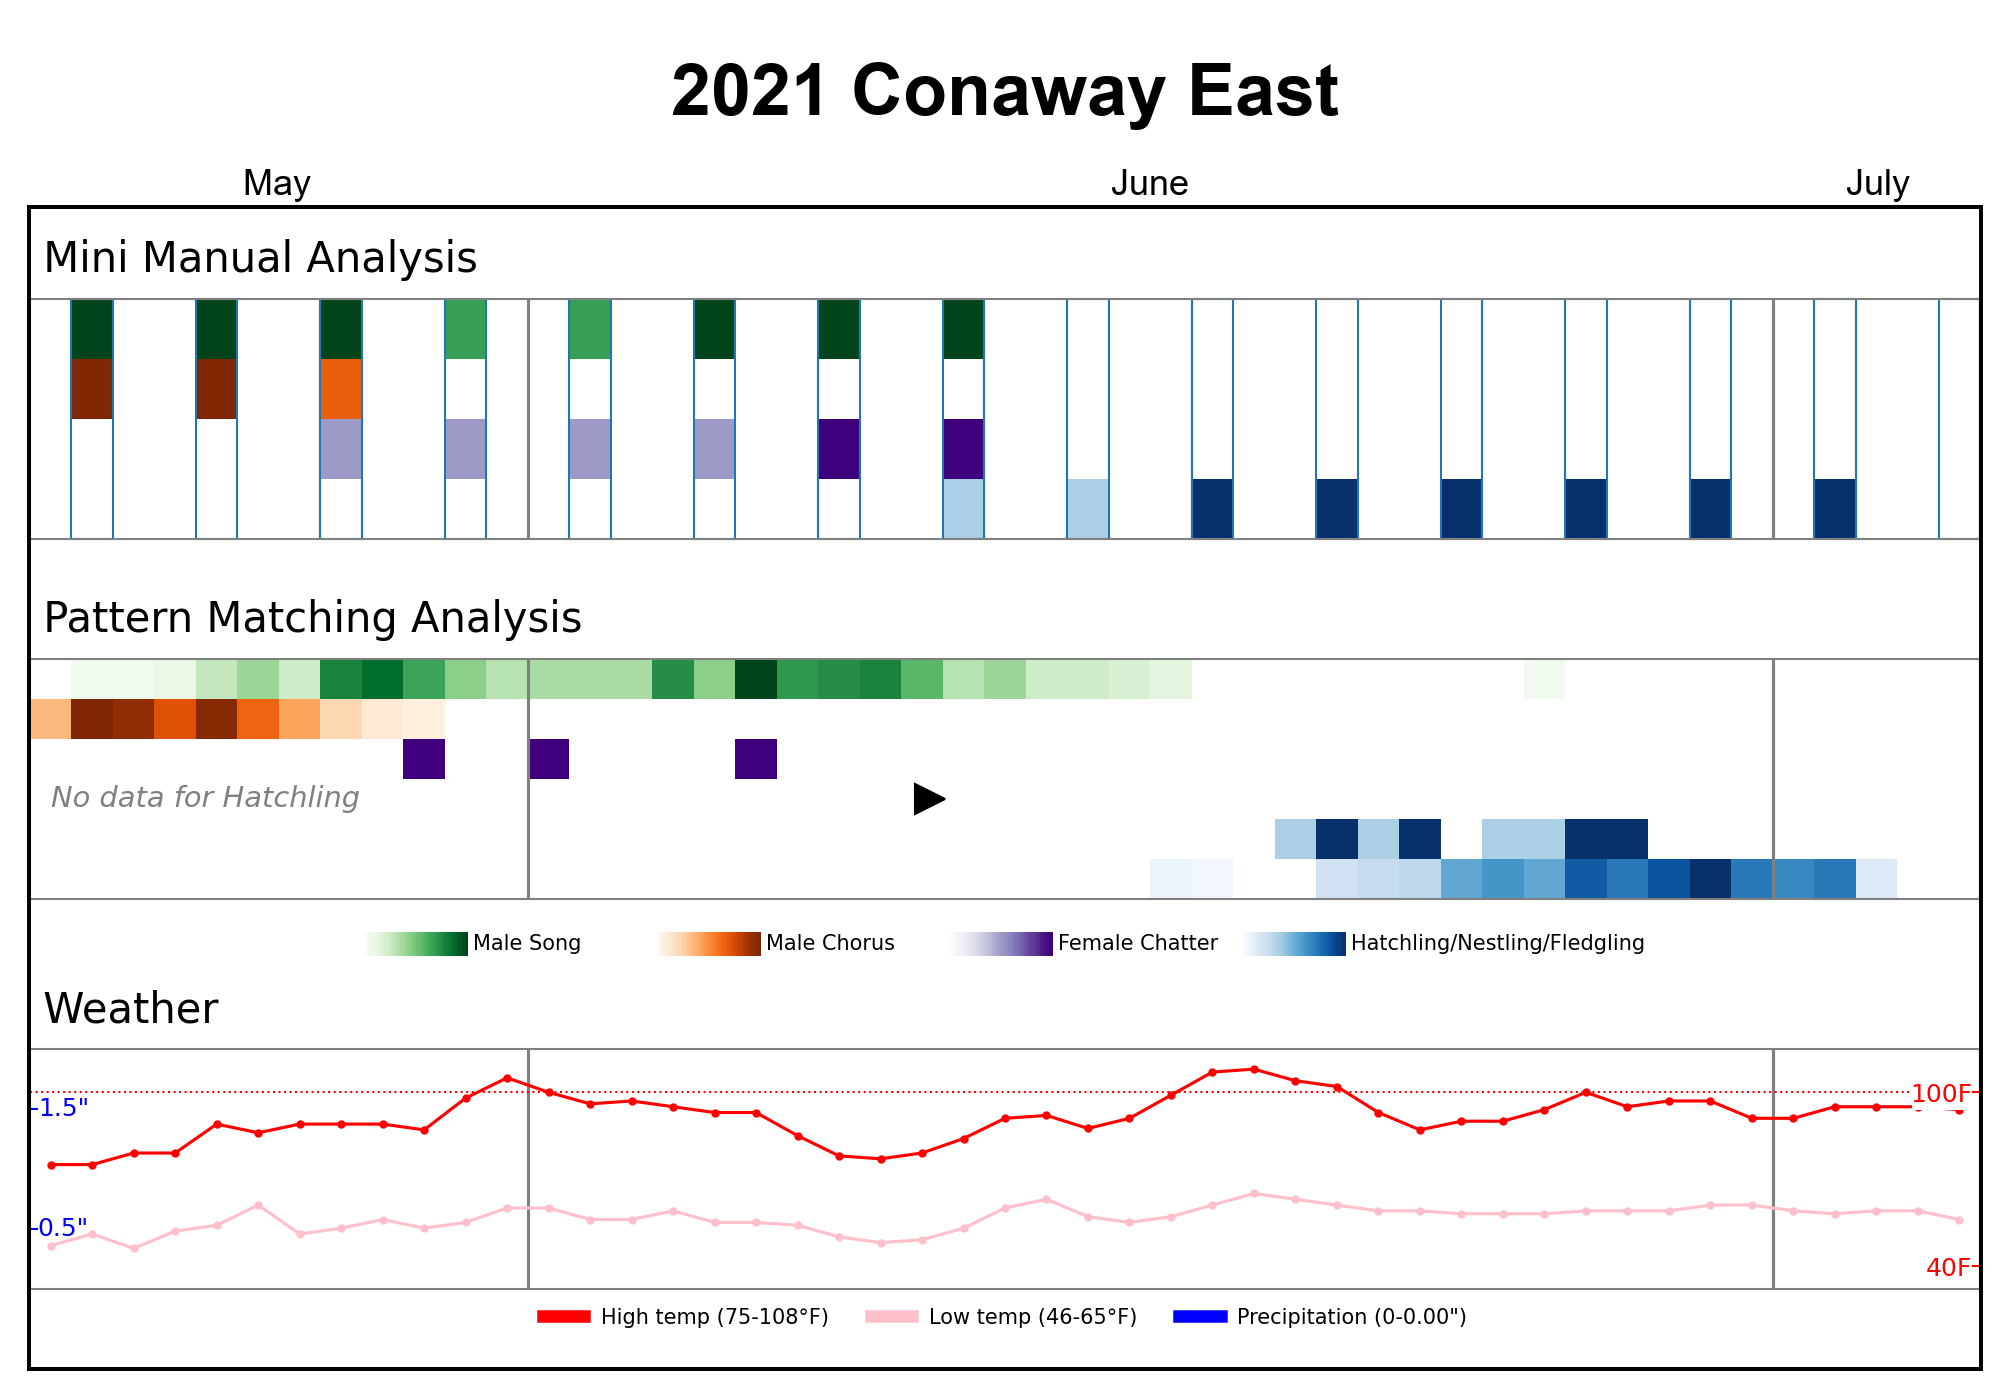 2021 Conaway East
May June July
Mini Manual Analysis
Pattern Matching Analysis
No data for Hatchling
Male Song Male Chorus Female Chatter Hatchling/Nestling/Fledgling
Weather
100F
1.5"
0.5"
40F
High temp (75-108°F) Low temp (46-65°F) Precipitation (0-0.00")